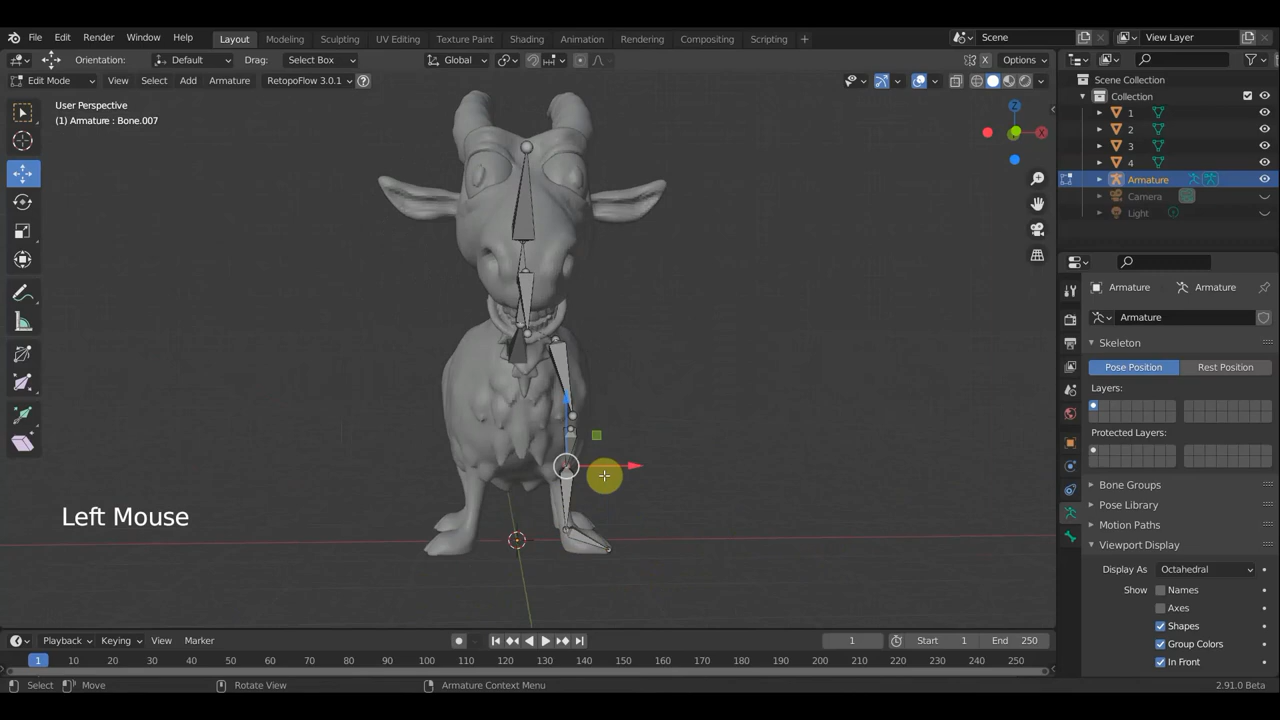 File Edit Render Window Help Layout Modeling Sculpting UV Editing Texture Paint Shading Animation Rendering Compositing Scripting Scene View Layer
Orientation: Default Drag: Select Box Global X Options
Edit Mode View Select Add Armature RetopoFlow 3.0.1
User Perspective
(1) Armature : Bone.007
Z
X
Scene Collection
Collection
1
2
3
4
Armature
Camera
Light
Armature Armature
Armature
Skeleton
Pose Position Rest Position
Layers:
Protected Layers:
Bone Groups
Pose Library
Motion Paths
Viewport Display
Display As Octahedral
Show Names
Axes
Shapes
Group Colors
In Front
Left Mouse
Playback Keying View Marker 1 Start 1 End 250
1 10 20 30 40 50 60 70 80 90 100 110 120 130 140 150 160 170 180 190 200 210 220 230 240 250
Select Move Rotate View Armature Context Menu 2.91.0 Beta